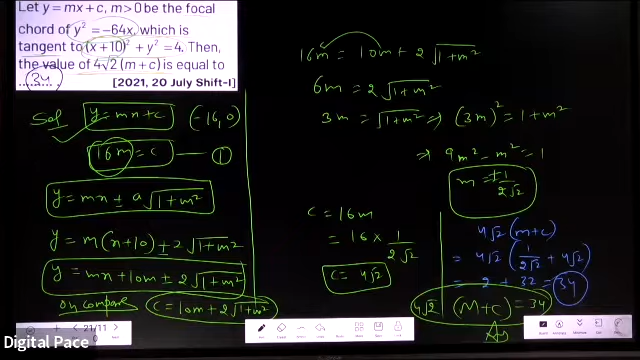 Let y = mx + c, m > 0 be the focal
chord of y² = −64x, which is
tangent to (x + 10)² + y² = 4. Then,
the value of 4√2 (m + c) is equal to
34
[2021, 20 July Shift-I]
Sol y = mx + c (-16, 0)
16m = c — ①
y = mx ± a √1+m²
y = m(x+10) ± 2 √1+m²
y = mx + 10m ± 2 √1+m²
on compare c = 10m + 2 √1+m²
16m = 10m + 2 √1+m²
6m = 2 √1+m²
3m = √1+m² ⇒ (3m)² = 1+m²
⇒ 9m² - m² = 1
m = ± 1/2√2
c = 16m
= 16 × 1/2√2
c = 4√2
4√2 (m+c)
= 4√2 (1/2√2 + 4√2)
= 2 + 32 = 34
4√2 (m+c) = 34
Ans
21/11
Digital Pace